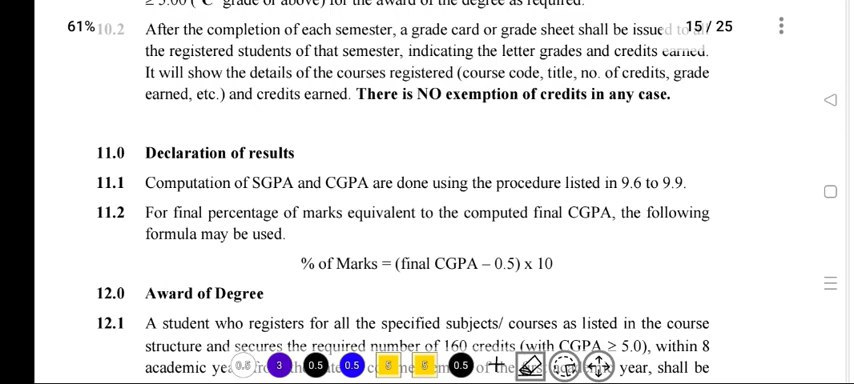 ≥ 5.00 ("C" grade or above) for the award of the degree as required.
61% 10.2 After the completion of each semester, a grade card or grade sheet shall be issued to 15 / 25
the registered students of that semester, indicating the letter grades and credits earned.
It will show the details of the courses registered (course code, title, no. of credits, grade
earned, etc.) and credits earned. There is NO exemption of credits in any case.
11.0 Declaration of results
11.1 Computation of SGPA and CGPA are done using the procedure listed in 9.6 to 9.9.
11.2 For final percentage of marks equivalent to the computed final CGPA, the following
formula may be used.
% of Marks = (final CGPA – 0.5) x 10
12.0 Award of Degree
12.1 A student who registers for all the specified subjects/ courses as listed in the course
structure and secures the required number of 160 credits (with CGPA ≥ 5.0), within 8
academic of the year, shall be
0.5 3 0.5 0.5 5 5 0.5